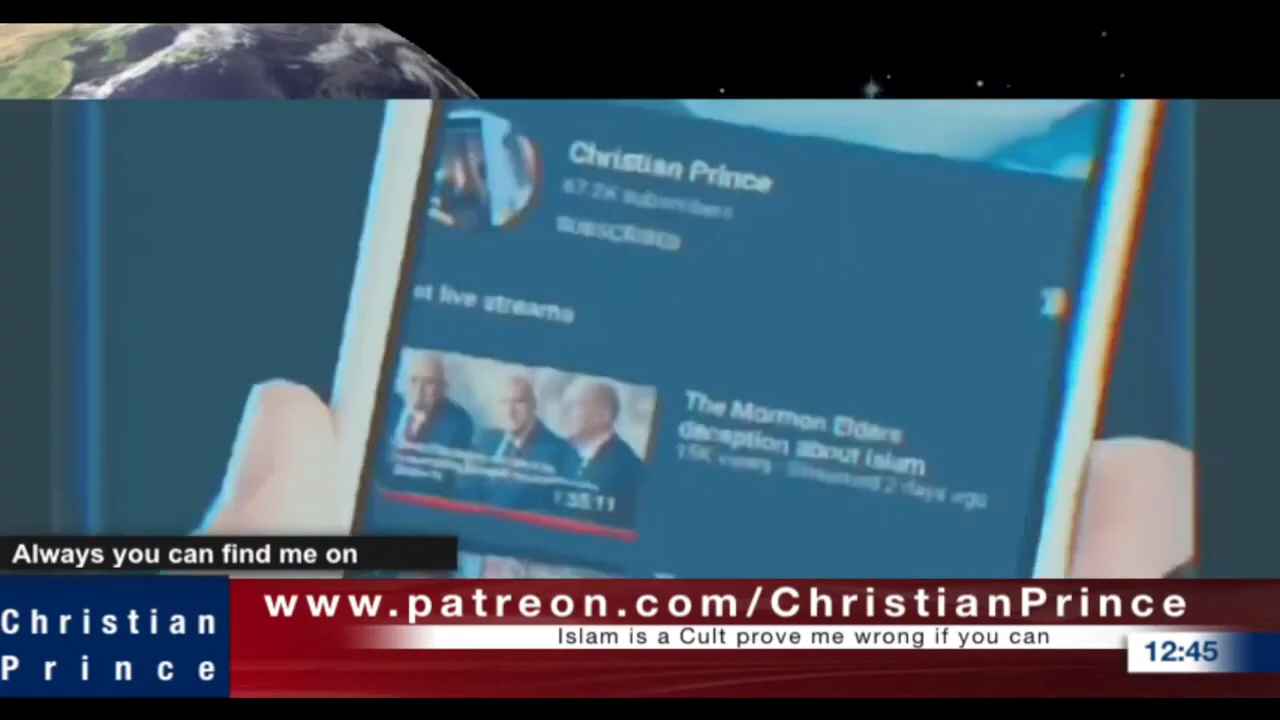 Christian Prince
67.2K subscribers
SUBSCRIBED
st live streams
The Mormon Elders
deception about Islam
15K views · Streamed 2 days ago
1:35:11
Always you can find me on
Christian
Prince
www.patreon.com/ChristianPrince
Islam is a Cult prove me wrong if you can
12:45